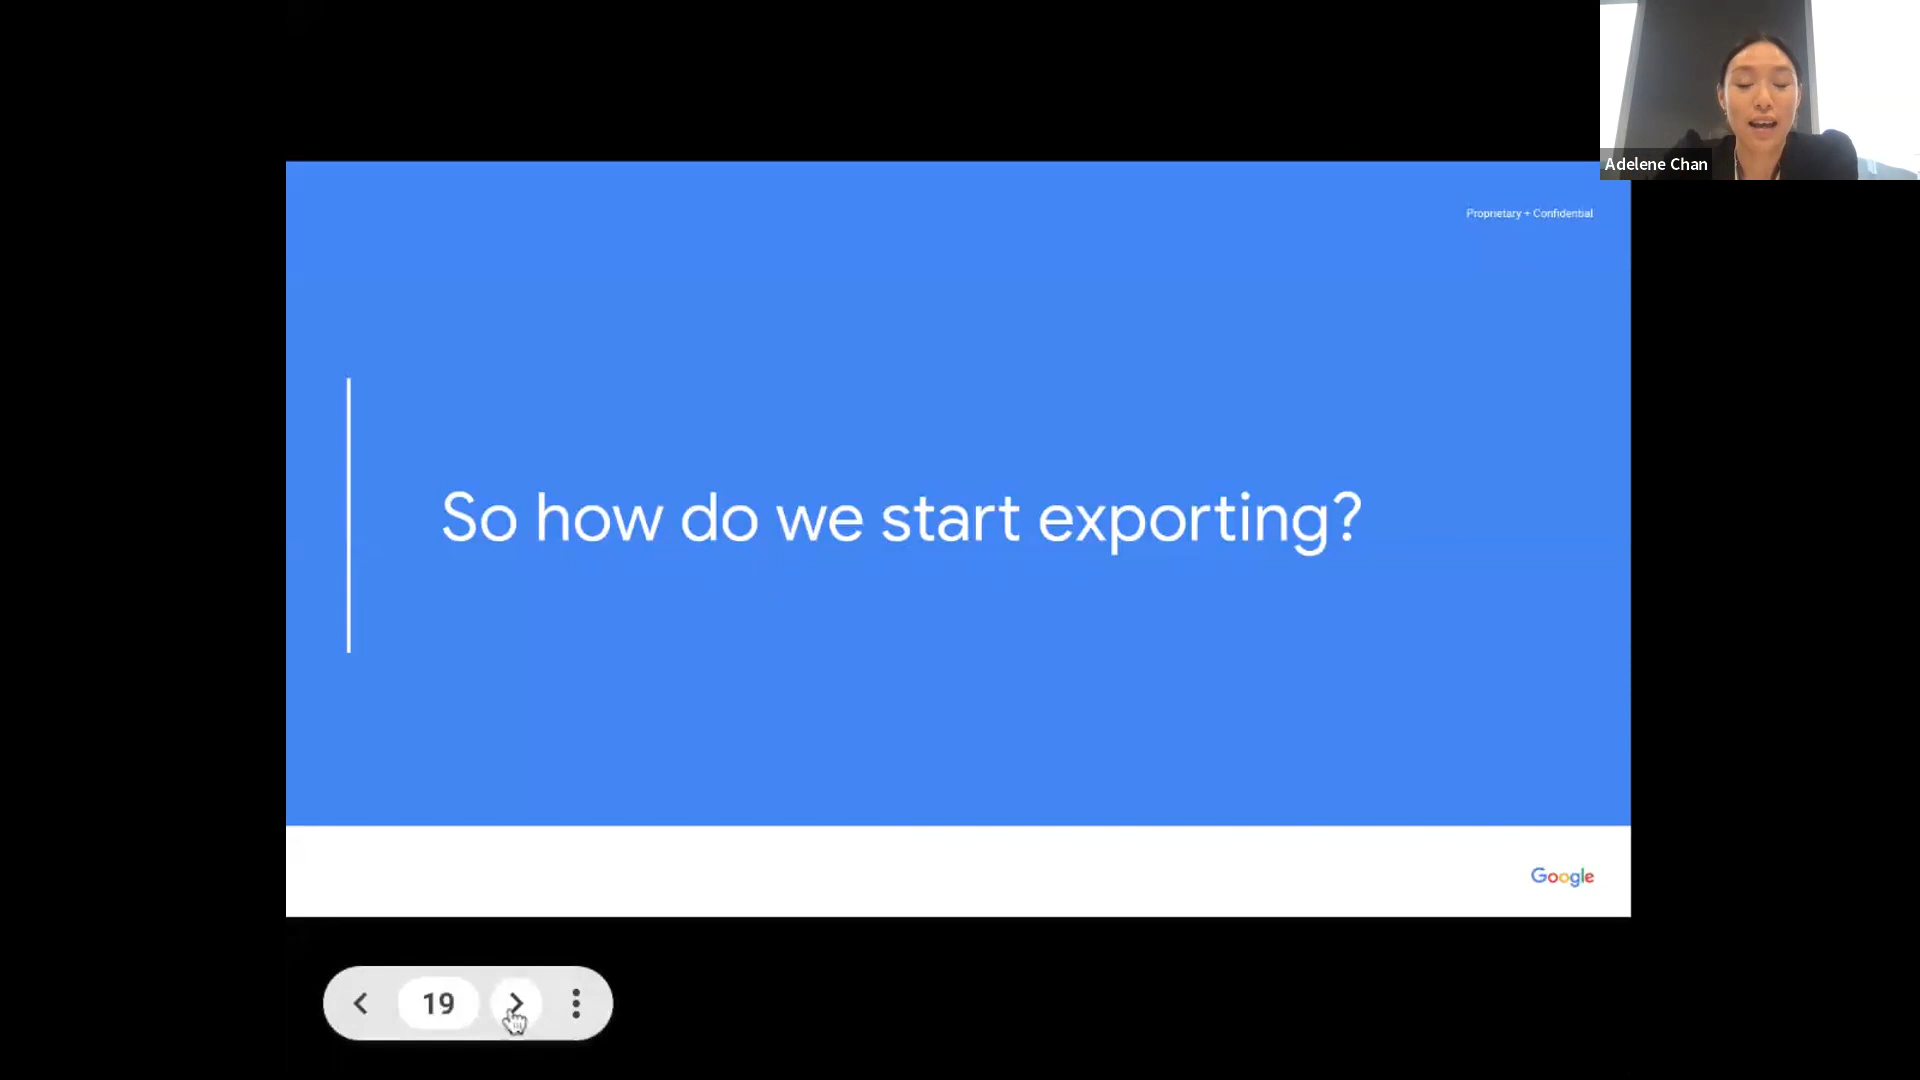 Adelene Chan
Proprietary + Confidential
So how do we start exporting?
Google
19